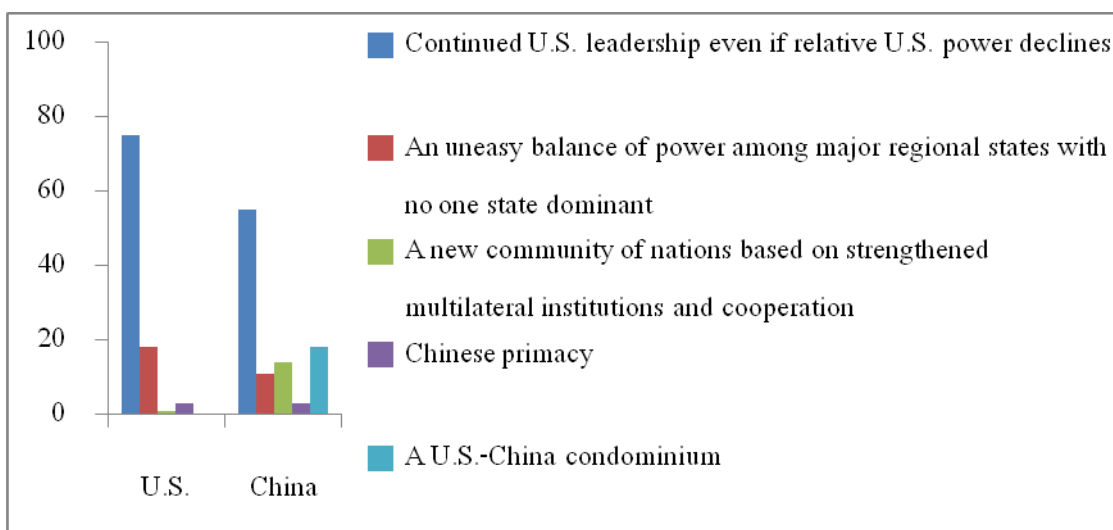 100
80
60
40
20
0
U.S.
China
Continued U.S. leadership even if relative U.S. power declines
An uneasy balance of power among major regional states with
no one state dominant
A new community of nations based on strengthened
multilateral institutions and cooperation
Chinese primacy
A U.S.-China condominium